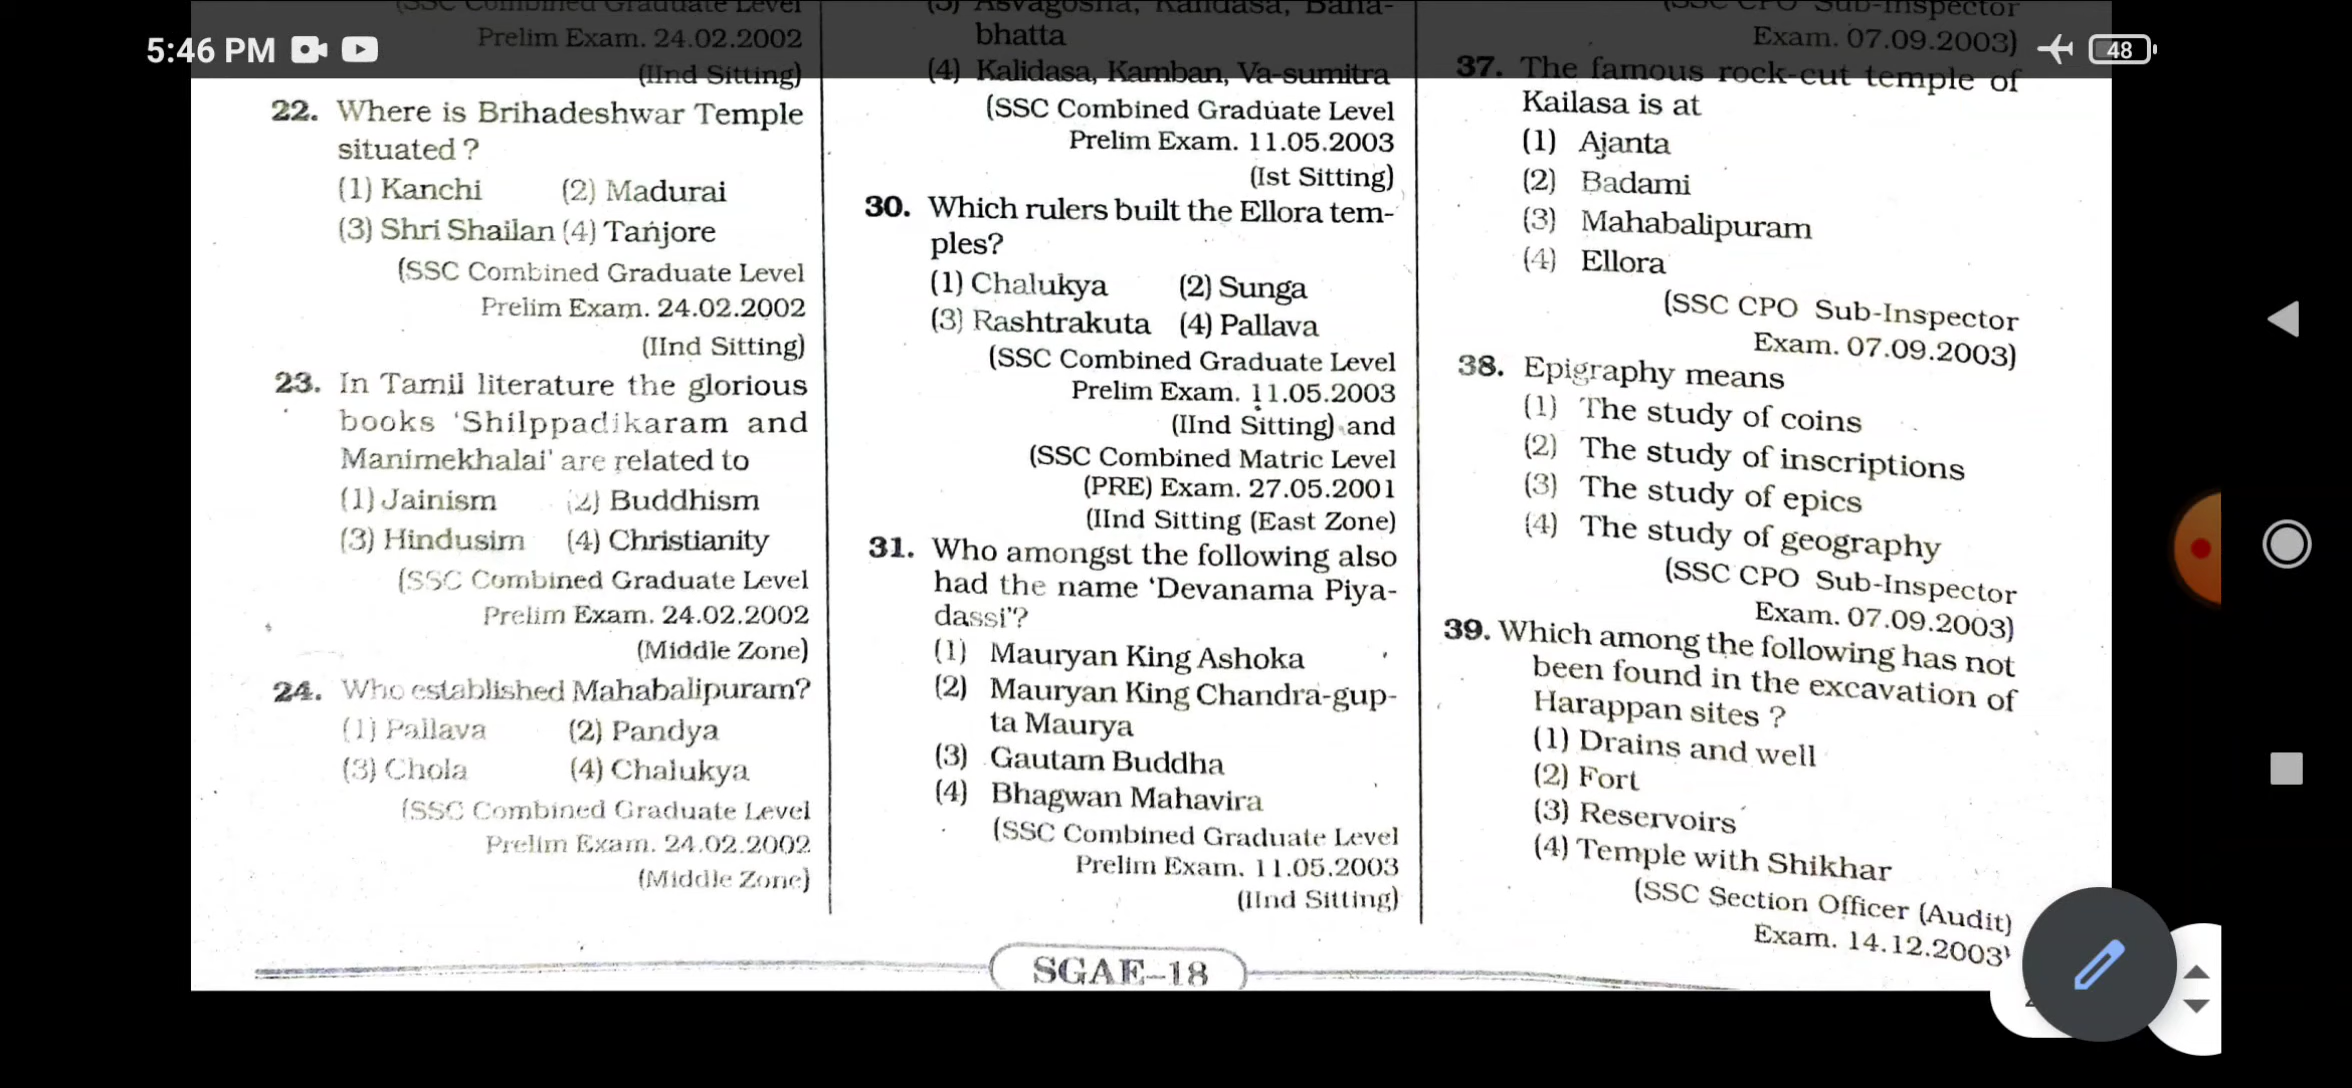 5:46 PM
48
(SSC Combined Graduate Level
Prelim Exam. 24.02.2002
(IInd Sitting)
22. Where is Brihadeshwar Temple
situated ?
(1) Kanchi (2) Madurai
(3) Shri Shailan (4) Tanjore
(SSC Combined Graduate Level
Prelim Exam. 24.02.2002
(IInd Sitting)
23. In Tamil literature the glorious
books 'Shilppadikaram and
Manimekhalai' are related to
(1) Jainism (2) Buddhism
(3) Hindusim (4) Christianity
(SSC Combined Graduate Level
Prelim Exam. 24.02.2002
(Middle Zone)
24. Who established Mahabalipuram?
(1) Pallava (2) Pandya
(3) Chola (4) Chalukya
(SSC Combined Graduate Level
Prelim Exam. 24.02.2002
(Middle Zone)
(3) Asvagosha, Kalidasa, Bana-
bhatta
(4) Kalidasa, Kamban, Va-sumitra
(SSC Combined Graduate Level
Prelim Exam. 11.05.2003
(Ist Sitting)
30. Which rulers built the Ellora tem-
ples?
(1) Chalukya (2) Sunga
(3) Rashtrakuta (4) Pallava
(SSC Combined Graduate Level
Prelim Exam. 11.05.2003
(IInd Sitting) and
(SSC Combined Matric Level
(PRE) Exam. 27.05.2001
(IInd Sitting (East Zone)
31. Who amongst the following also
had the name 'Devanama Piya-
dassi'?
(1) Mauryan King Ashoka
(2) Mauryan King Chandra-gup-
ta Maurya
(3) Gautam Buddha
(4) Bhagwan Mahavira
(SSC Combined Graduate Level
Prelim Exam. 11.05.2003
(IInd Sitting)
(SSC CPO Sub-Inspector
Exam. 07.09.2003)
37. The famous rock-cut temple of
Kailasa is at
(1) Ajanta
(2) Badami
(3) Mahabalipuram
(4) Ellora
(SSC CPO Sub-Inspector
Exam. 07.09.2003)
38. Epigraphy means
(1) The study of coins
(2) The study of inscriptions
(3) The study of epics
(4) The study of geography
(SSC CPO Sub-Inspector
Exam. 07.09.2003)
39. Which among the following has not
been found in the excavation of
Harappan sites ?
(1) Drains and well
(2) Fort
(3) Reservoirs
(4) Temple with Shikhar
(SSC Section Officer (Audit)
Exam. 14.12.2003)
SGAE-18